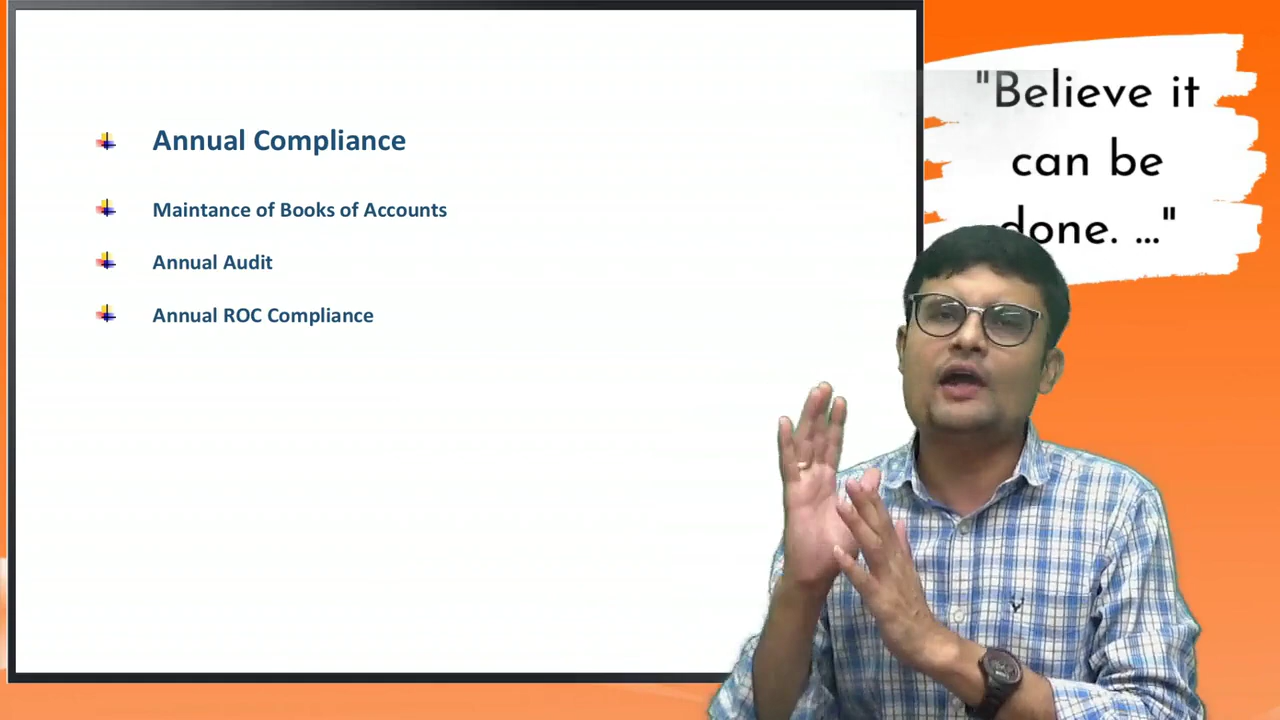 Annual Compliance
Maintance of Books of Accounts
Annual Audit
Annual ROC Compliance
"Believe it
can be
done. ..."